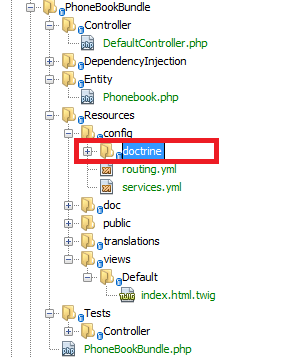 PhoneBookBundle
Controller
DefaultController.php
DependencyInjection
Entity
Phonebook.php
Resources
config
doctrine
routing.yml
services.yml
doc
public
translations
views
Default
index.html.twig
Tests
Controller
PhoneBookBundle.php